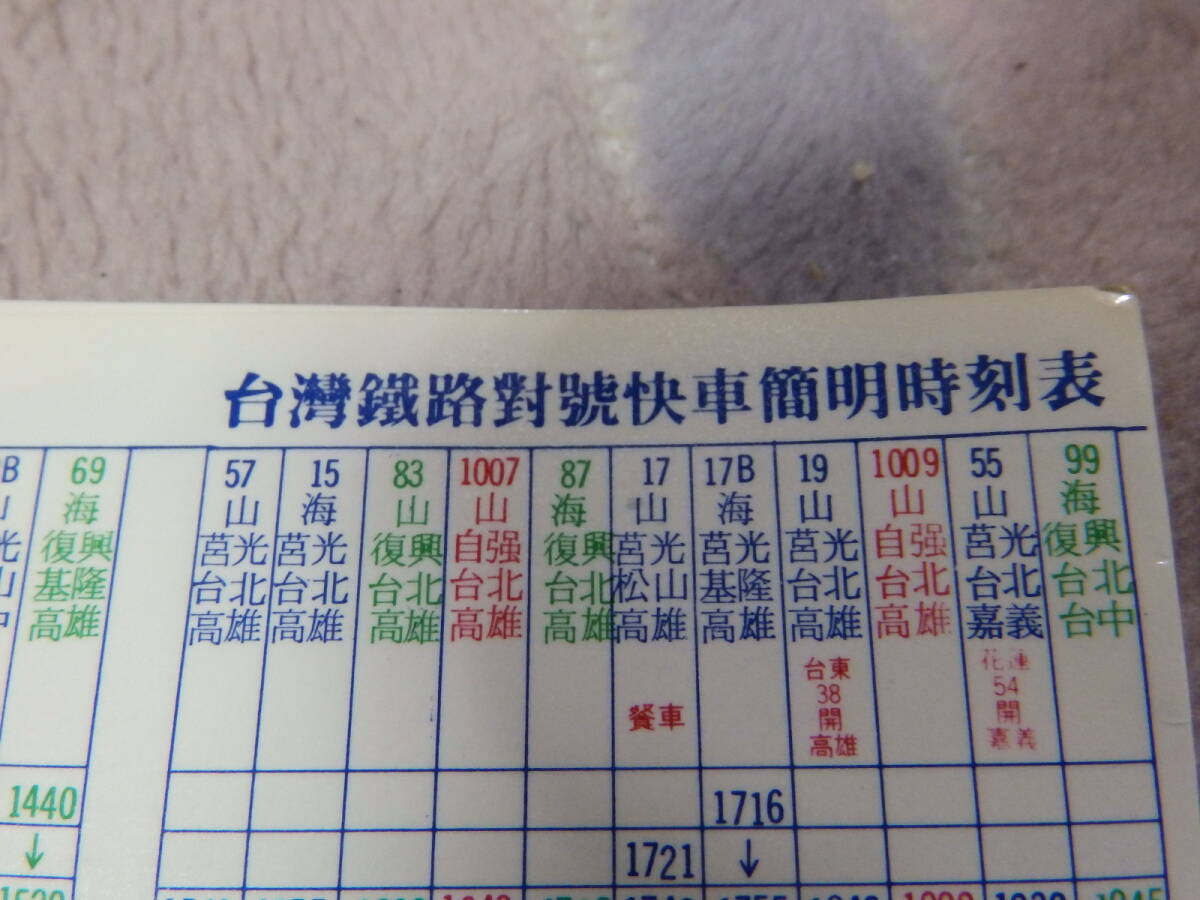 台灣鐵路對號快車簡明時刻表
B 69 57 15 83 1007 87 17 17B 19 1009 55 99
海 山 海 山 山 海 山 海 山 山 山 海
光 復興 莒光 莒光 復興 自强 復興 莒光 莒光 莒光 自强 莒光 復興
山 基隆 台北 台北 台北 台北 台北 松山 基隆 台北 台北 台北 台北
中 高雄 高雄 高雄 高雄 高雄 高雄 高雄 高雄 高雄 高雄 嘉義 台中
餐車 台東 花蓮
38 54
開 開
高雄 嘉義
1440 1716
↓ 1721 ↓